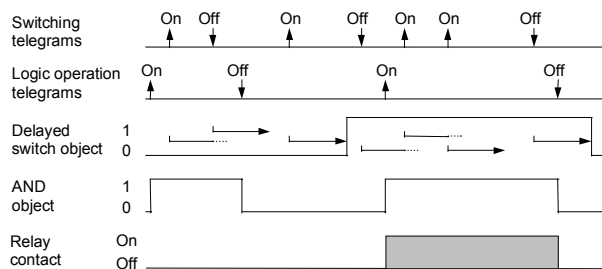 Switching
telegrams
On Off On Off On On Off
Logic operation
telegrams
On Off On Off
Delayed
switch object
1
0
AND
object
1
0
Relay
contact
On
Off